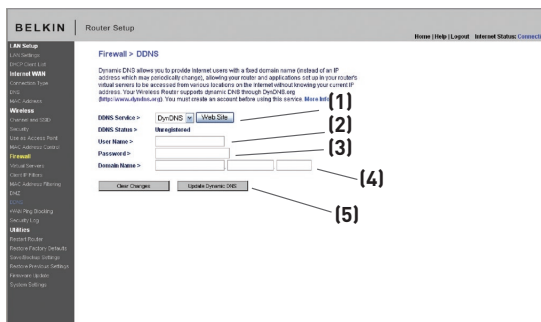 BELKIN
Router Setup
Home | Help | Logout Internet Status: Connecti
LAN Setup
LAN Settings
DHCP Client List
Internet WAN
Connection Type
DNS
MAC Address
Wireless
Channel and SSID
Security
Use as Access Point
MAC Address Control
Firewall
Virtual Servers
Client IP Filters
MAC Address Filtering
DMZ
DDNS
WAN Ping Blocking
Security Log
Utilities
Restart Router
Restore Factory Defaults
Save/Backup Settings
Restore Previous Settings
Firmware Update
System Settings
Firewall > DDNS
Dynamic DNS allows you to provide Internet users with a fixed domain name (instead of an IP
address which may periodically change), allowing your router and applications set up in your router's
virtual servers to be accessed from various locations on the Internet without knowing your current IP
address. Your Wireless Router supports dynamic DNS through DynDNS.org
(http://www.dyndns.org). You must create an account before using this service. More Info
DDNS Service > DynDNS Web Site (1)
DDNS Status > Unregistered
User Name > (2)
Password > (3)
Domain Name > (4)
Clear Changes Update Dynamic DNS (5)